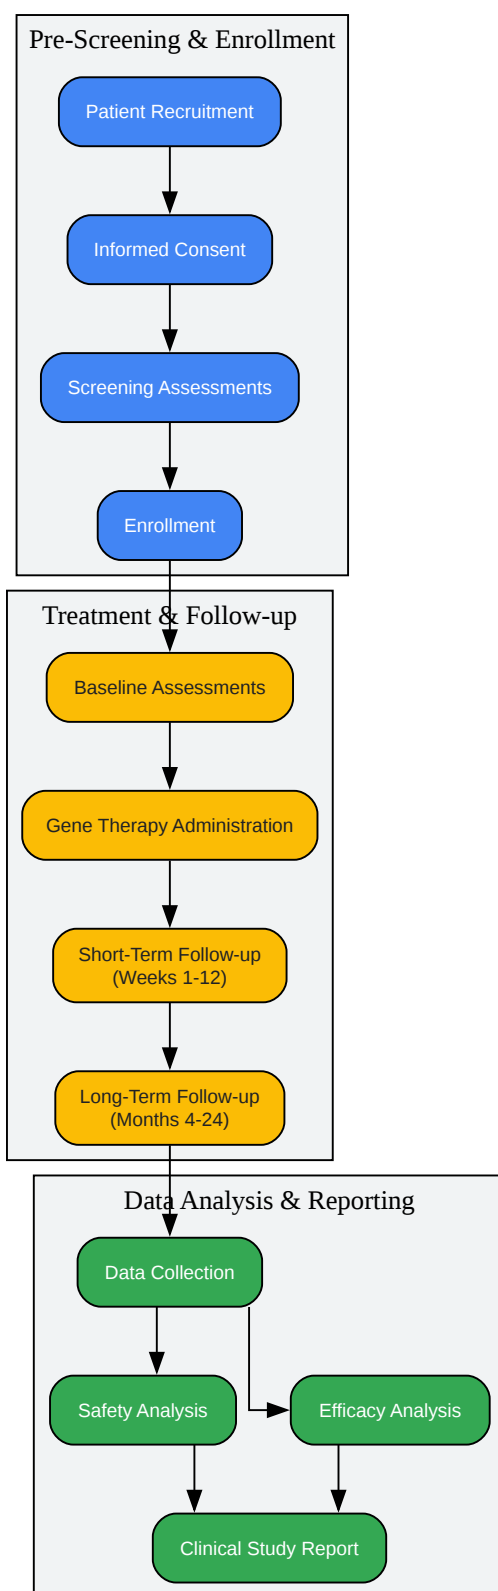 Pre-Screening & Enrollment
Patient Recruitment
Informed Consent
Screening Assessments
Enrollment
Treatment & Follow-up
Baseline Assessments
Gene Therapy Administration
Short-Term Follow-up
(Weeks 1-12)
Long-Term Follow-up
(Months 4-24)
Data Analysis & Reporting
Data Collection
Safety Analysis
Efficacy Analysis
Clinical Study Report